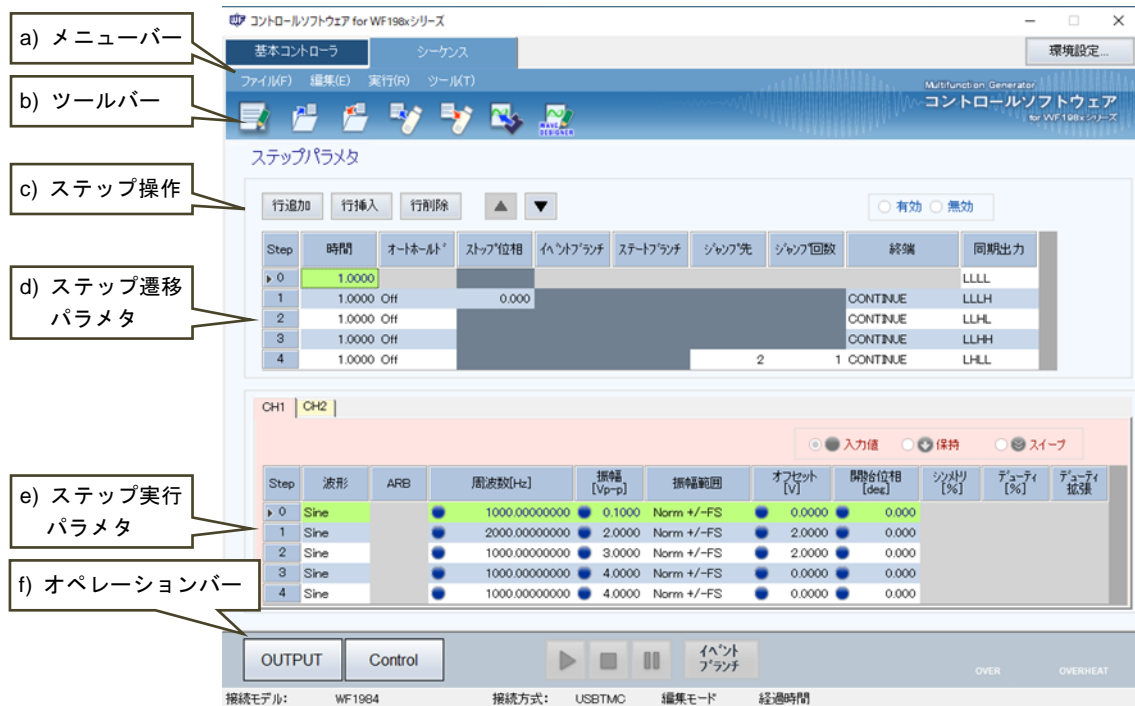 a) メニューバー
b) ツールバー
c) ステップ操作
d) ステップ遷移
パラメタ
e) ステップ実行
パラメタ
f) オペレーションバー
コントロールソフトウェア for WF198xシリーズ
基本コントローラ シーケンス 環境設定...
ファイル(F) 編集(E) 実行(R) ツール(T)
Multifunction Generator
コントロールソフトウェア
for WF198xシリーズ
WAVE
DESIGNER
ステップパラメタ
行追加 行挿入 行削除 ▲ ▼ 有効 無効
Step 時間 オートホールド ストップ位相 イベントブランチ ステートブランチ ジャンプ先 ジャンプ回数 終端 同期出力
0 1.0000 LLLL
1 1.0000 Off 0.000 CONTINUE LLLH
2 1.0000 Off CONTINUE LLHL
3 1.0000 Off CONTINUE LLHH
4 1.0000 Off 2 1 CONTINUE LHLL
CH1 CH2
入力値 保持 スイープ
Step 波形 ARB 周波数[Hz] 振幅[Vp-p] 振幅範囲 オフセット[V] 開始位相[deg] シンメトリ[%] デューティ[%] デューティ拡張
0 Sine 1000.00000000 0.1000 Norm +/-FS 0.0000 0.000
1 Sine 2000.00000000 2.0000 Norm +/-FS 2.0000 0.000
2 Sine 1000.00000000 3.0000 Norm +/-FS 2.0000 0.000
3 Sine 1000.00000000 4.0000 Norm +/-FS 0.0000 0.000
4 Sine 1000.00000000 4.0000 Norm +/-FS 0.0000 0.000
OUTPUT Control イベント
ブランチ
OVER OVERHEAT
接続モデル: WF1984 接続方式: USBTMC 編集モード 経過時間